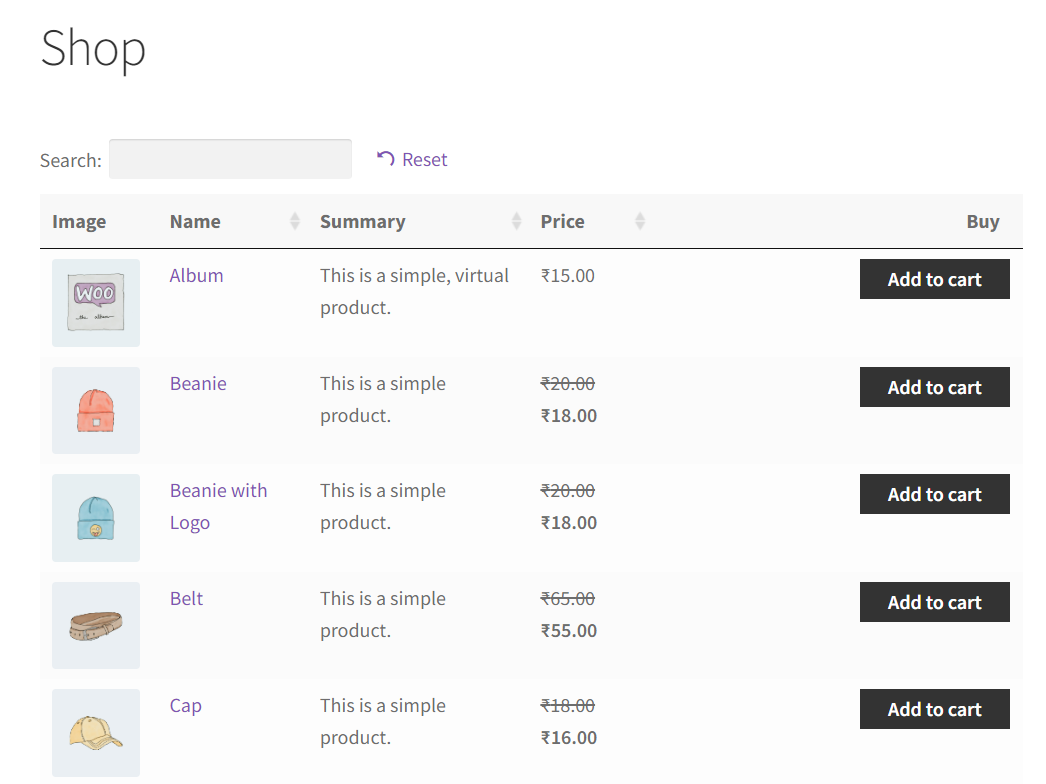 Shop
Search:
Reset
Image Name Summary Price Buy
WOO
the album
Album This is a simple, virtual ₹15.00 Add to cart
product.
Beanie This is a simple ₹20.00 Add to cart
product. ₹18.00
Beanie with This is a simple ₹20.00 Add to cart
Logo product. ₹18.00
Belt This is a simple ₹65.00 Add to cart
product. ₹55.00
Cap This is a simple ₹18.00 Add to cart
product. ₹16.00